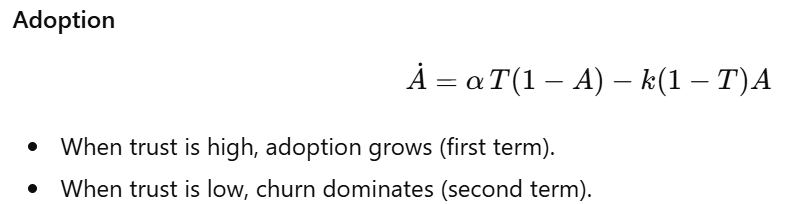 Adoption
Ȧ = α T(1 − A) − k(1 − T)A
• When trust is high, adoption grows (first term).
• When trust is low, churn dominates (second term).